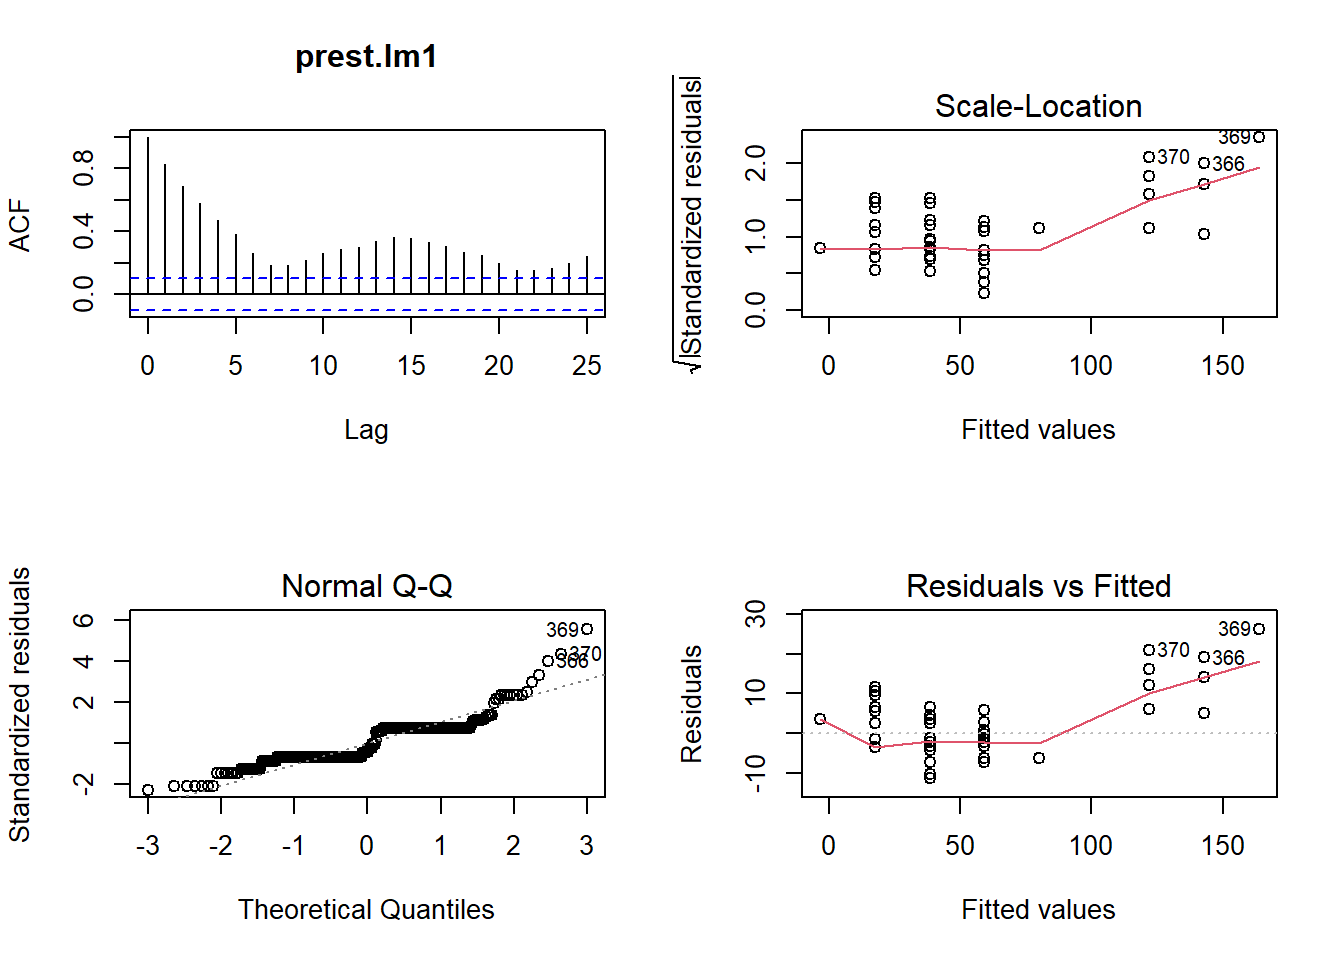 prest.lm1
ACF
0.0 0.4 0.8
0 5 10 15 20 25
Lag
Scale-Location
√|Standardized residuals|
0.0 1.0 2.0
369
370
366
0 50 100 150
Fitted values
Normal Q-Q
Standardized residuals
-2 2 4 6
369
370
366
-3 -2 -1 0 1 2 3
Theoretical Quantiles
Residuals vs Fitted
Residuals
-10 10 30
369
370
366
0 50 100 150
Fitted values